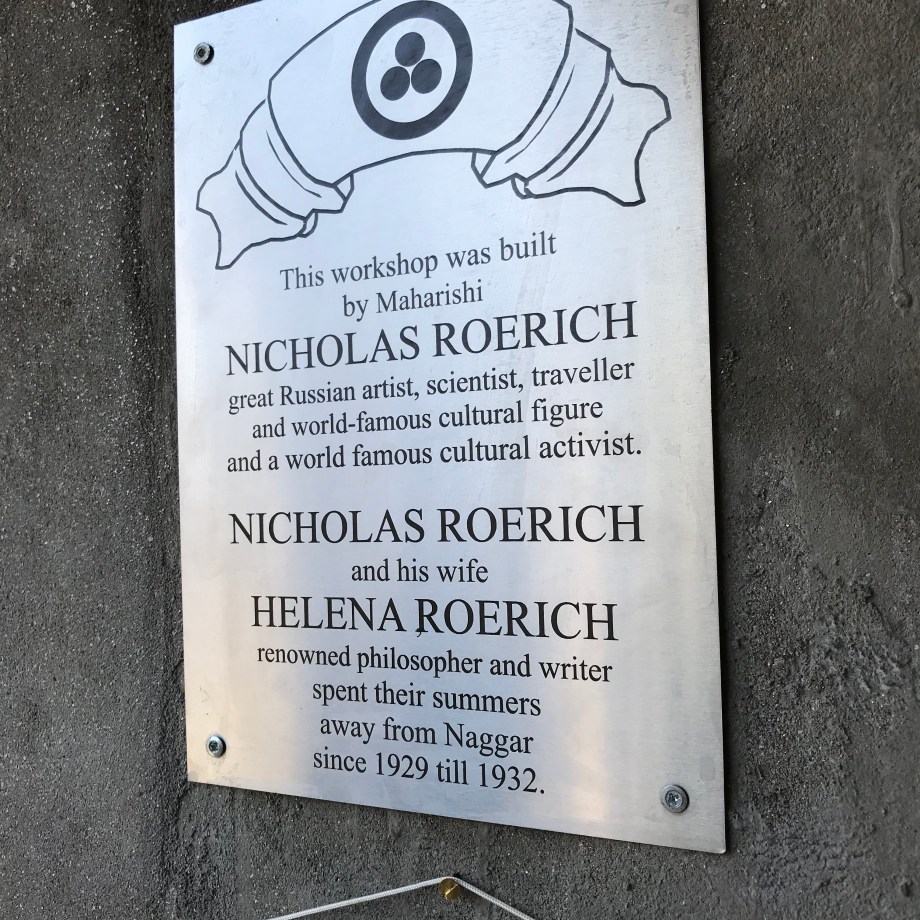 This workshop was built
by Maharishi
NICHOLAS ROERICH
great Russian artist, scientist, traveller
and world-famous cultural figure
and a world famous cultural activist.
NICHOLAS ROERICH
and his wife
HELENA ROERICH
renowned philosopher and writer
spent their summers
away from Naggar
since 1929 till 1932.